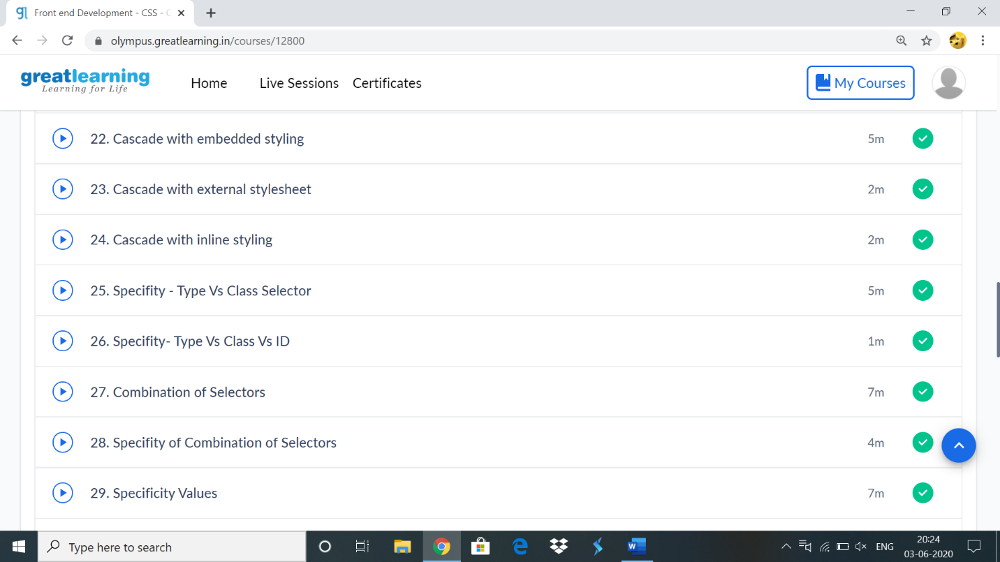 gl Front end Development - CSS -
olympus.greatlearning.in/courses/12800
greatlearning
Learning for Life
Home Live Sessions Certificates My Courses
22. Cascade with embedded styling 5m
23. Cascade with external stylesheet 2m
24. Cascade with inline styling 2m
25. Specifity - Type Vs Class Selector 5m
26. Specifity- Type Vs Class Vs ID 1m
27. Combination of Selectors 7m
28. Specifity of Combination of Selectors 4m
29. Specificity Values 7m
Type here to search
W
ENG
20:24
03-06-2020